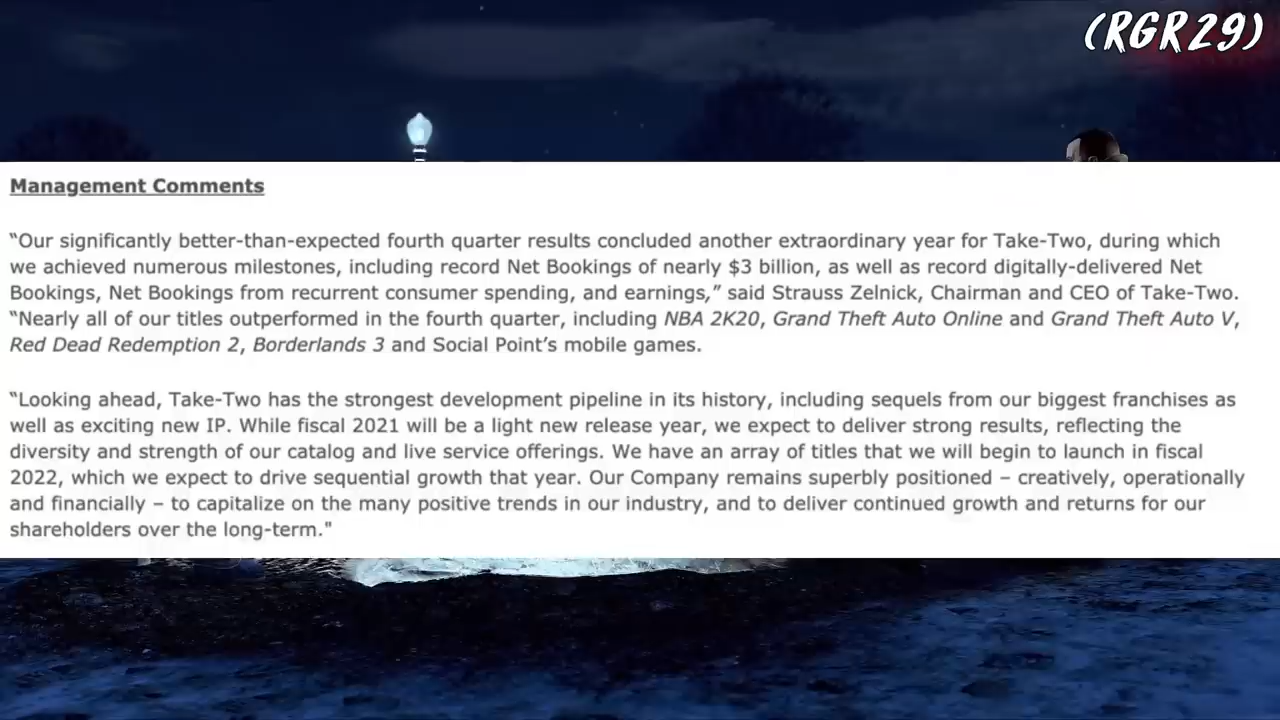 (RGR29)
Management Comments
“Our significantly better-than-expected fourth quarter results concluded another extraordinary year for Take-Two, during which
we achieved numerous milestones, including record Net Bookings of nearly $3 billion, as well as record digitally-delivered Net
Bookings, Net Bookings from recurrent consumer spending, and earnings,” said Strauss Zelnick, Chairman and CEO of Take-Two.
“Nearly all of our titles outperformed in the fourth quarter, including NBA 2K20, Grand Theft Auto Online and Grand Theft Auto V,
Red Dead Redemption 2, Borderlands 3 and Social Point’s mobile games.
“Looking ahead, Take-Two has the strongest development pipeline in its history, including sequels from our biggest franchises as
well as exciting new IP. While fiscal 2021 will be a light new release year, we expect to deliver strong results, reflecting the
diversity and strength of our catalog and live service offerings. We have an array of titles that we will begin to launch in fiscal
2022, which we expect to drive sequential growth that year. Our Company remains superbly positioned – creatively, operationally
and financially – to capitalize on the many positive trends in our industry, and to deliver continued growth and returns for our
shareholders over the long-term."